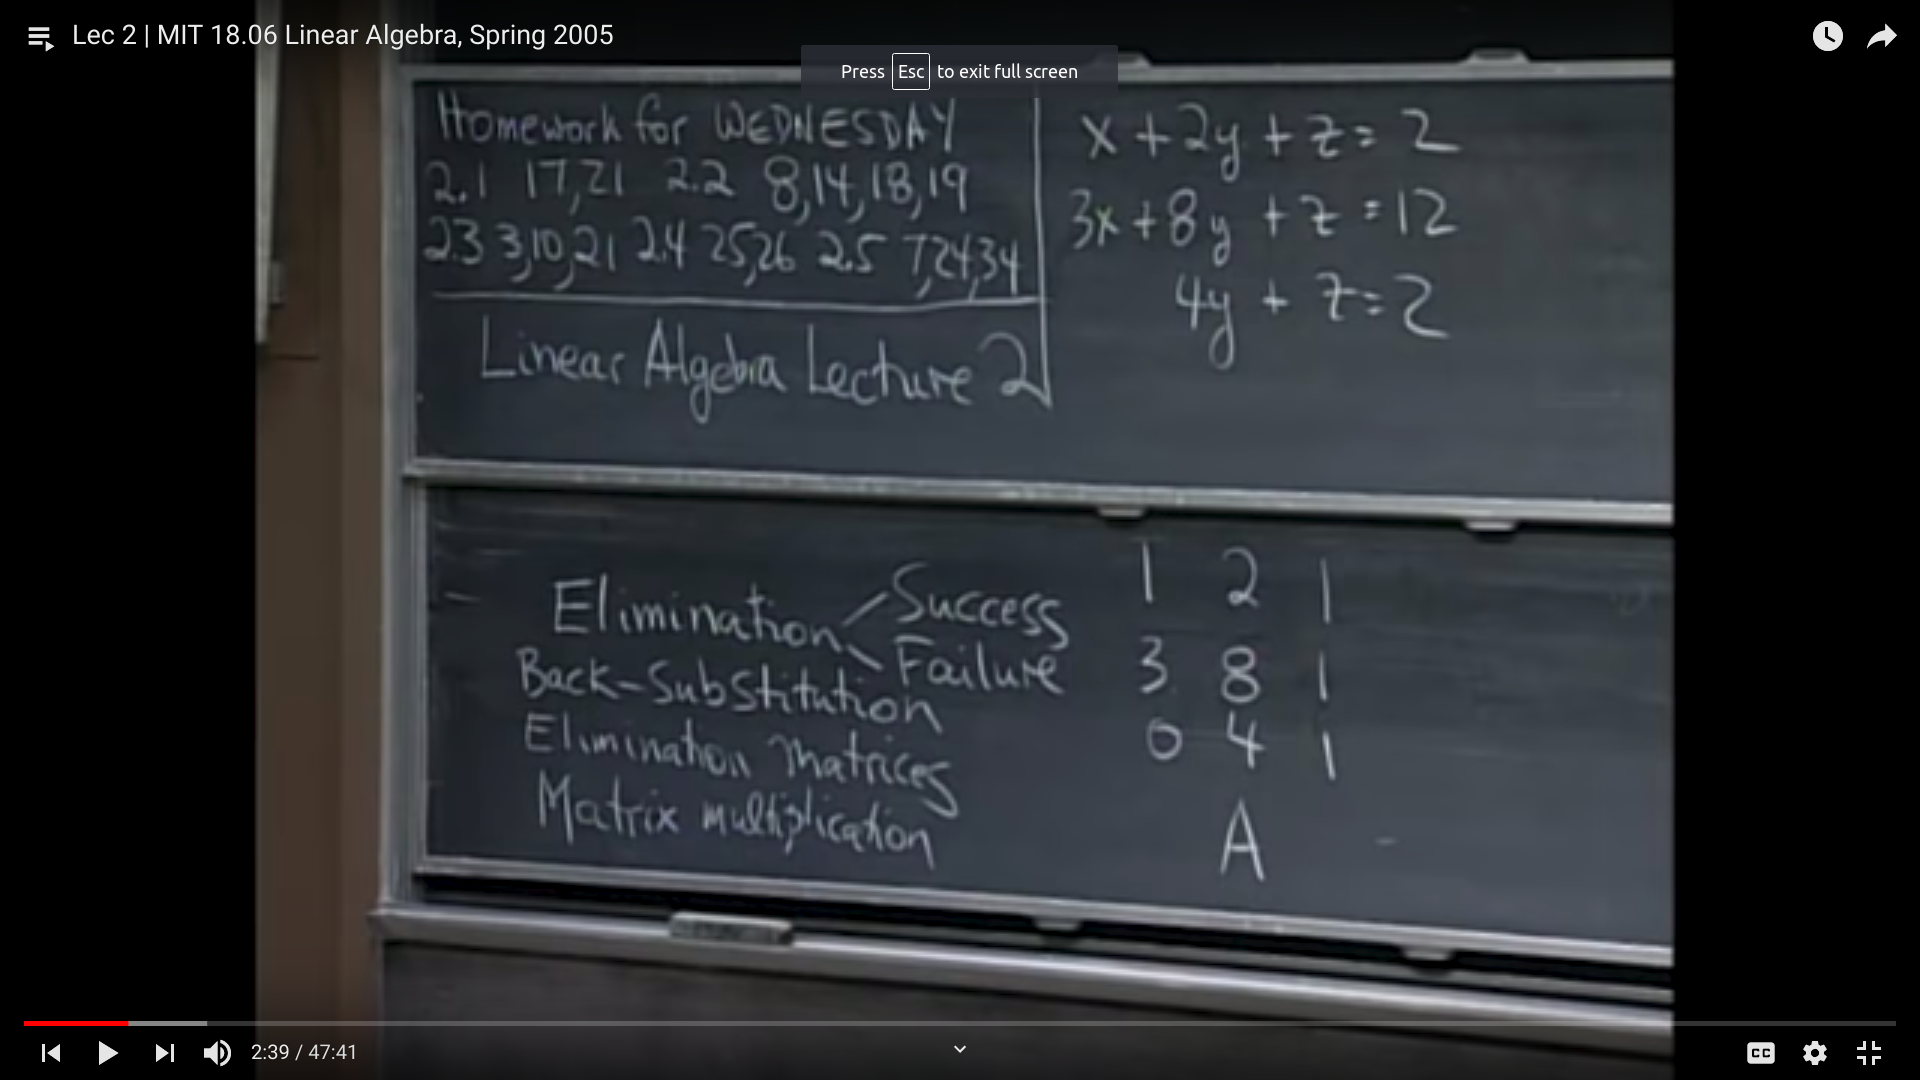 Lec 2 | MIT 18.06 Linear Algebra, Spring 2005
Press Esc to exit full screen
Homework for WEDNESDAY
2.1 17,21 2.2 8,14,18,19
2.3 3,10,21 2.4 25,26 2.5 7,24,34
Linear Algebra Lecture 2
x + 2y + z = 2
3x + 8y + z = 12
4y + z = 2
Elimination Success
Failure
Back-Substitution
Elimination Matrices
Matrix multiplication
1 2 1
3 8 1
0 4 1
A
2:39 / 47:41
CC